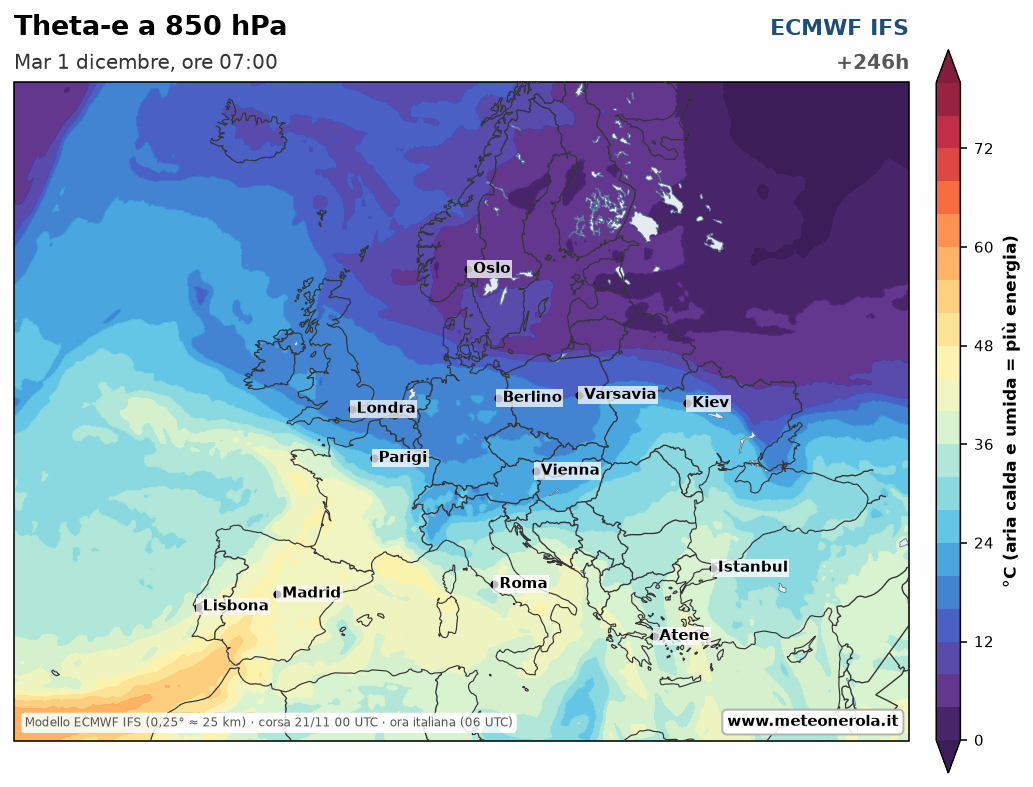 Theta-e a 850 hPa
ECMWF IFS
Mar 1 dicembre, ore 07:00
+246h
72
60
48
36
24
12
0
°C (aria calda e umida = più energia)
Oslo
Berlino
Varsavia
Kiev
Londra
Parigi
Vienna
Istanbul
Roma
Madrid
Lisbona
Atene
Modello ECMWF IFS (0,25° ≈ 25 km) · corsa 21/11 00 UTC · ora italiana (06 UTC)
www.meteonerola.it